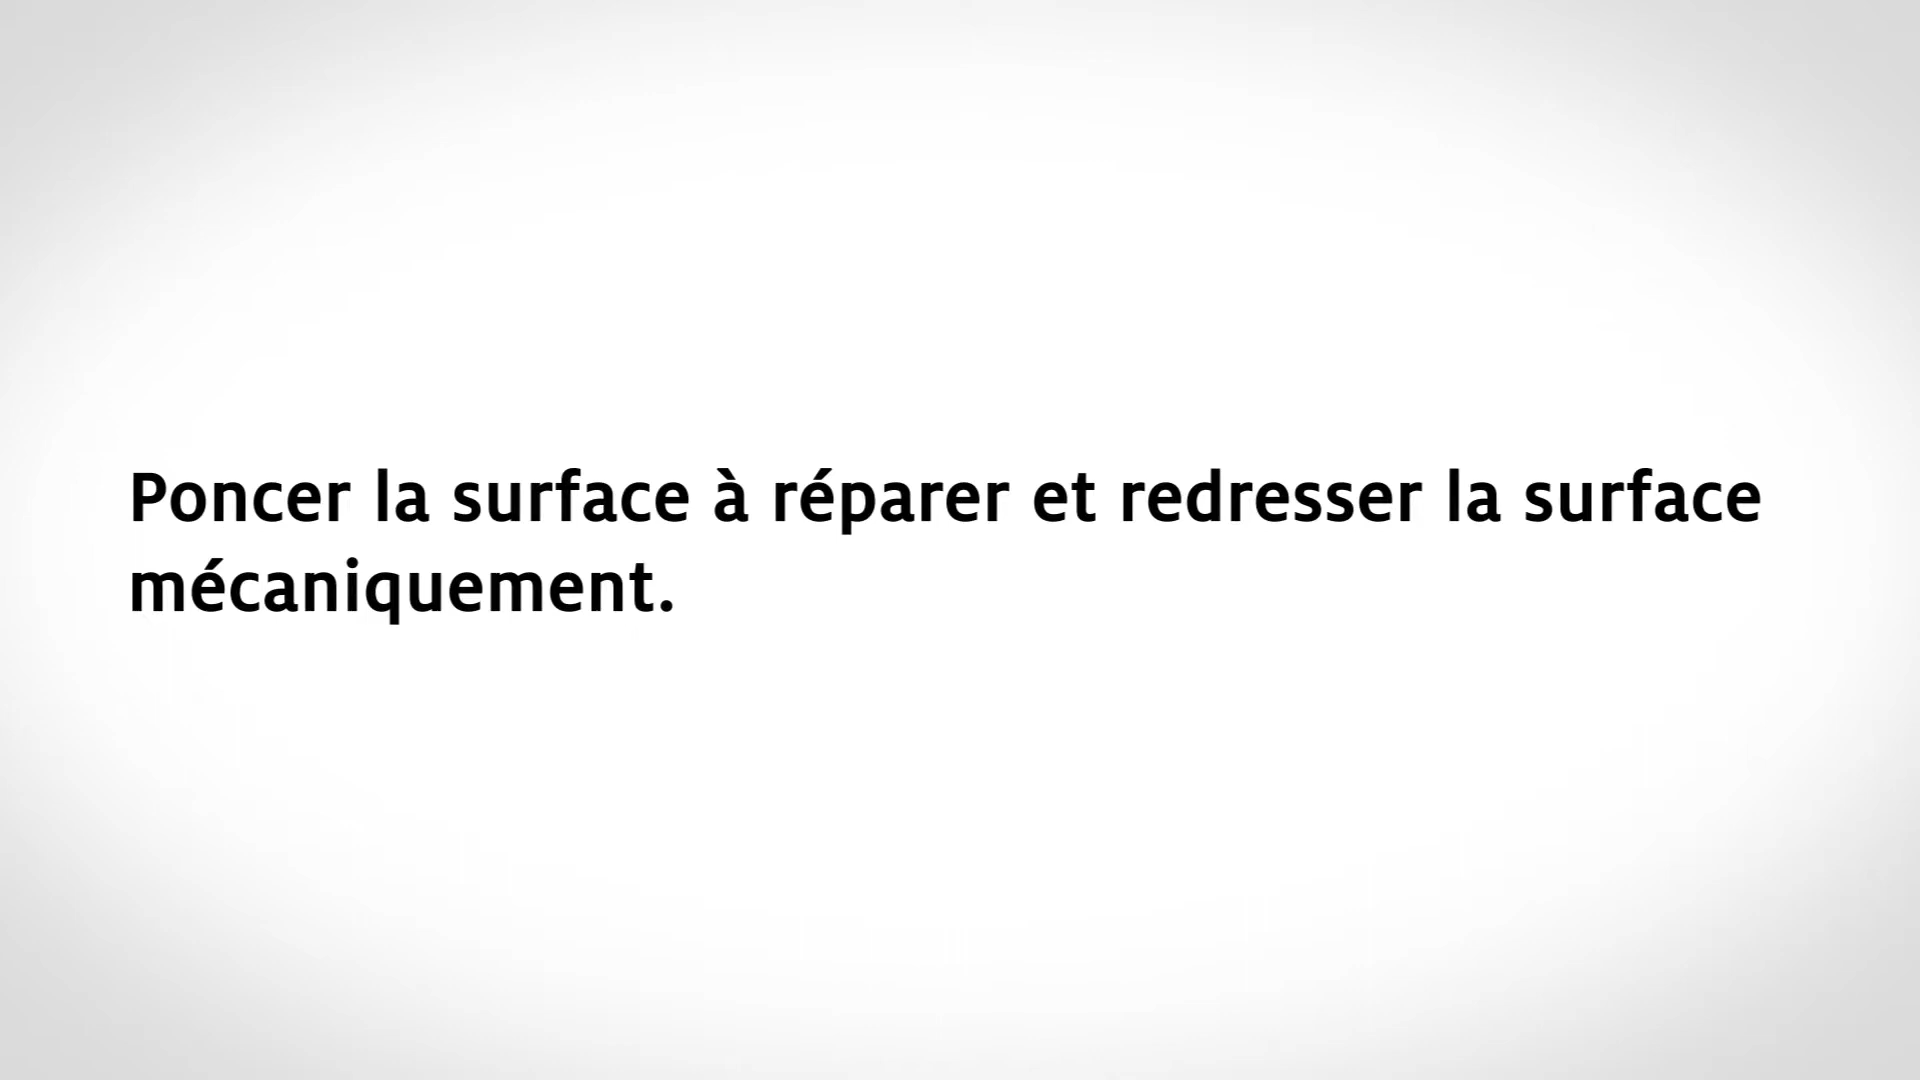 Poncer la surface à réparer et redresser la surface
mécaniquement.